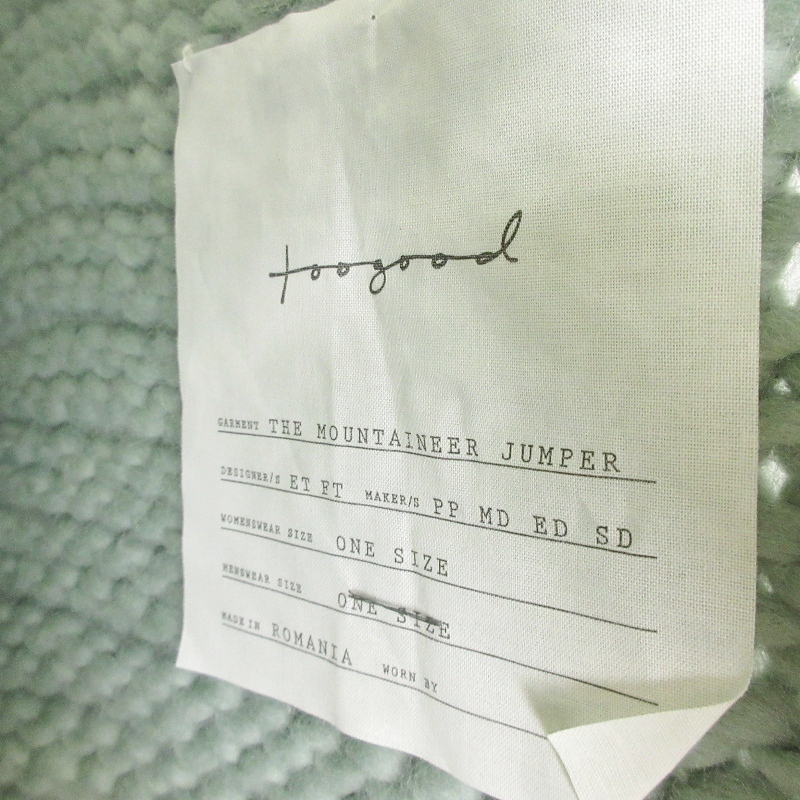 toogood
GARMENT THE MOUNTAINEER JUMPER
DESIGNER/S ET FT MAKER/S PP MD ED SD
WOMENSWEAR SIZE ONE SIZE
MENSWEAR SIZE ONE SIZE
MADE IN ROMANIA WORN BY